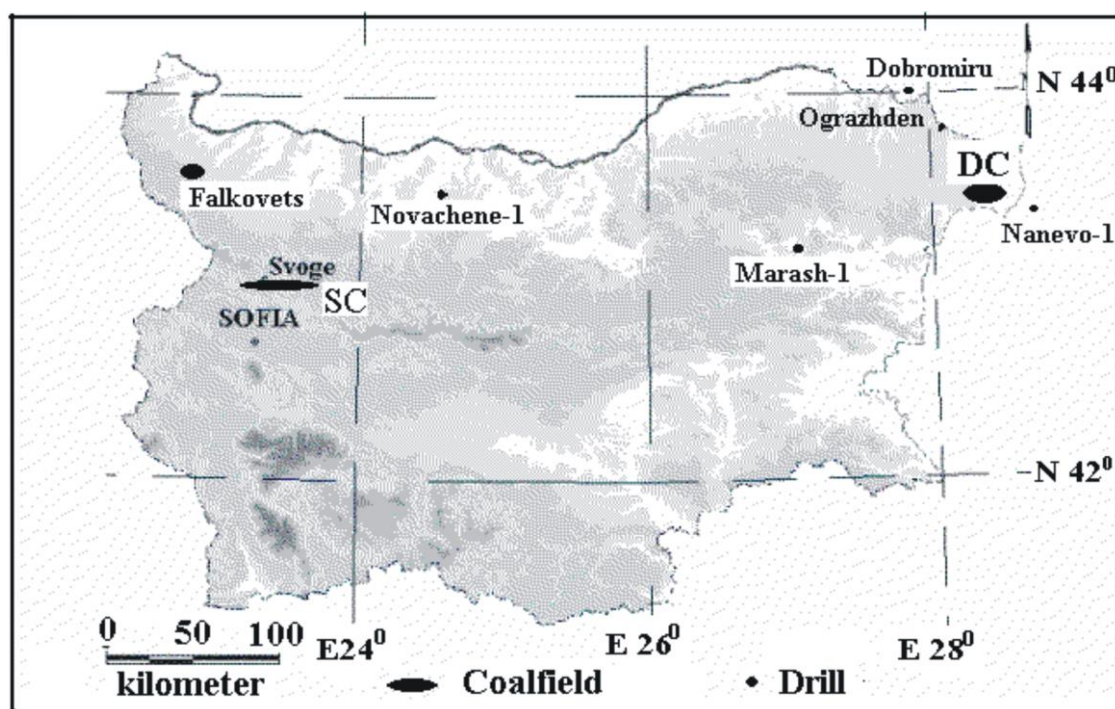 Dobromiru
N 44⁰
Ograzhden
DC
Falkovets
Novachene-1
Nanevo-1
Marash-1
Svoge
SC
SOFIA
N 42⁰
0 50 100
E24⁰
E 26⁰
E 28⁰
kilometer
Coalfield
Drill